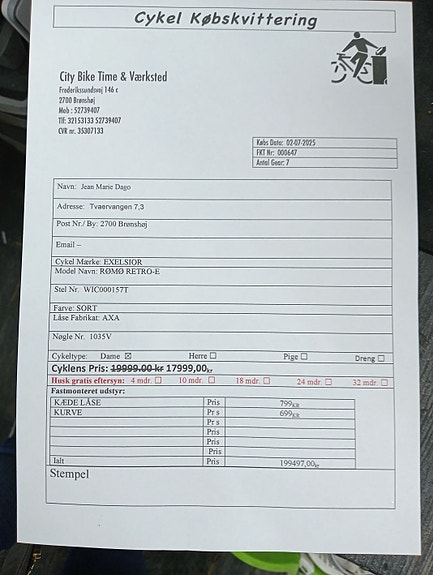 Cykel Købskvittering
City Bike Time & Værksted
Frederikssundsvej 146 c
2700 Brønshøj
Mob : 52739407
Tlf: 32153133 52739407
CVR nr. 35307133
Købs Dato: 02-07-2025
FKT Nr: 000647
Antal Gear: 7
Navn: Jean Marie Dago
Adresse: Tværvangen 7,3
Post Nr./ By: 2700 Brønshøj
Email –
Cykel Mærke: EXELSIOR
Model Navn: RØMØ RETRO-E
Stel Nr. WIC000157T
Farve: SORT
Låse Fabrikat: AXA
Nøgle Nr. 1035V
Cykeltype: Dame ☒ Herre ☐ Pige ☐ Dreng ☐
Cyklens Pris: 19999.00 kr 17999,00kr
Husk gratis eftersyn: 4 mdr. ☐ 10 mdr. ☐ 18 mdr. ☐ 24 mdr. ☐ 32 mdr. ☐
Fastmonteret udstyr:
KÆDE LÅSE Pris 799KR
KURVE Pr s 699KR
Pris
Pris
Pris
Pris
Ialt Pris 199497,00kr
Stempel